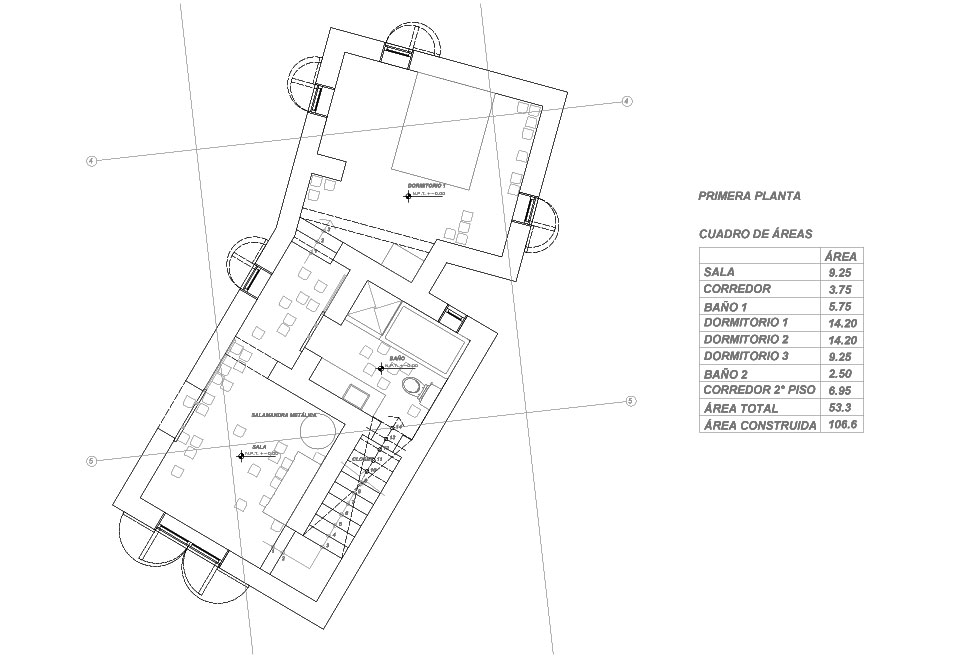 4
4
DORMITORIO 1
N.P.T. +-0.00
BAÑO
N.P.T. +-0.00
SALAMANDRA METÁLICA
SALA
N.P.T. +-0.00
5
5
PRIMERA PLANTA
CUADRO DE ÁREAS
ÁREA
SALA 9.25
CORREDOR 3.75
BAÑO 1 5.75
DORMITORIO 1 14.20
DORMITORIO 2 14.20
DORMITORIO 3 9.25
BAÑO 2 2.50
CORREDOR 2° PISO 6.95
ÁREA TOTAL 53.3
ÁREA CONSTRUIDA 106.6